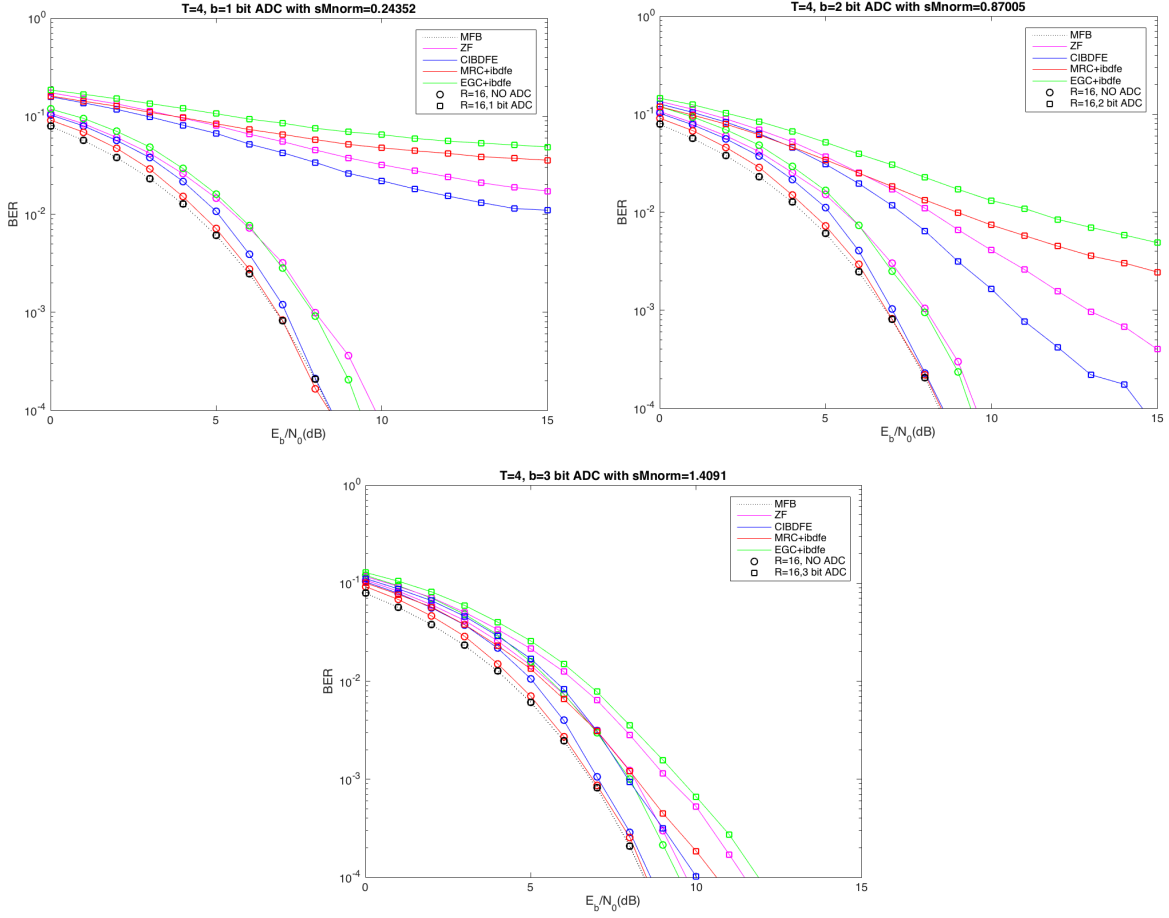 T=4, b=1 bit ADC with sMnorm=0.24352
10^0
10^-1
10^-2
10^-3
10^-4
BER
0
5
10
15
E_b/N_0(dB)
MFB
ZF
CIBDFE
MRC+ibdfe
EGC+ibdfe
R=16, NO ADC
R=16,1 bit ADC
T=4, b=2 bit ADC with sMnorm=0.87005
10^0
10^-1
10^-2
10^-3
10^-4
BER
0
5
10
15
E_b/N_0(dB)
MFB
ZF
CIBDFE
MRC+ibdfe
EGC+ibdfe
R=16, NO ADC
R=16,2 bit ADC
T=4, b=3 bit ADC with sMnorm=1.4091
10^0
10^-1
10^-2
10^-3
10^-4
BER
0
5
10
15
E_b/N_0(dB)
MFB
ZF
CIBDFE
MRC+ibdfe
EGC+ibdfe
R=16, NO ADC
R=16,3 bit ADC